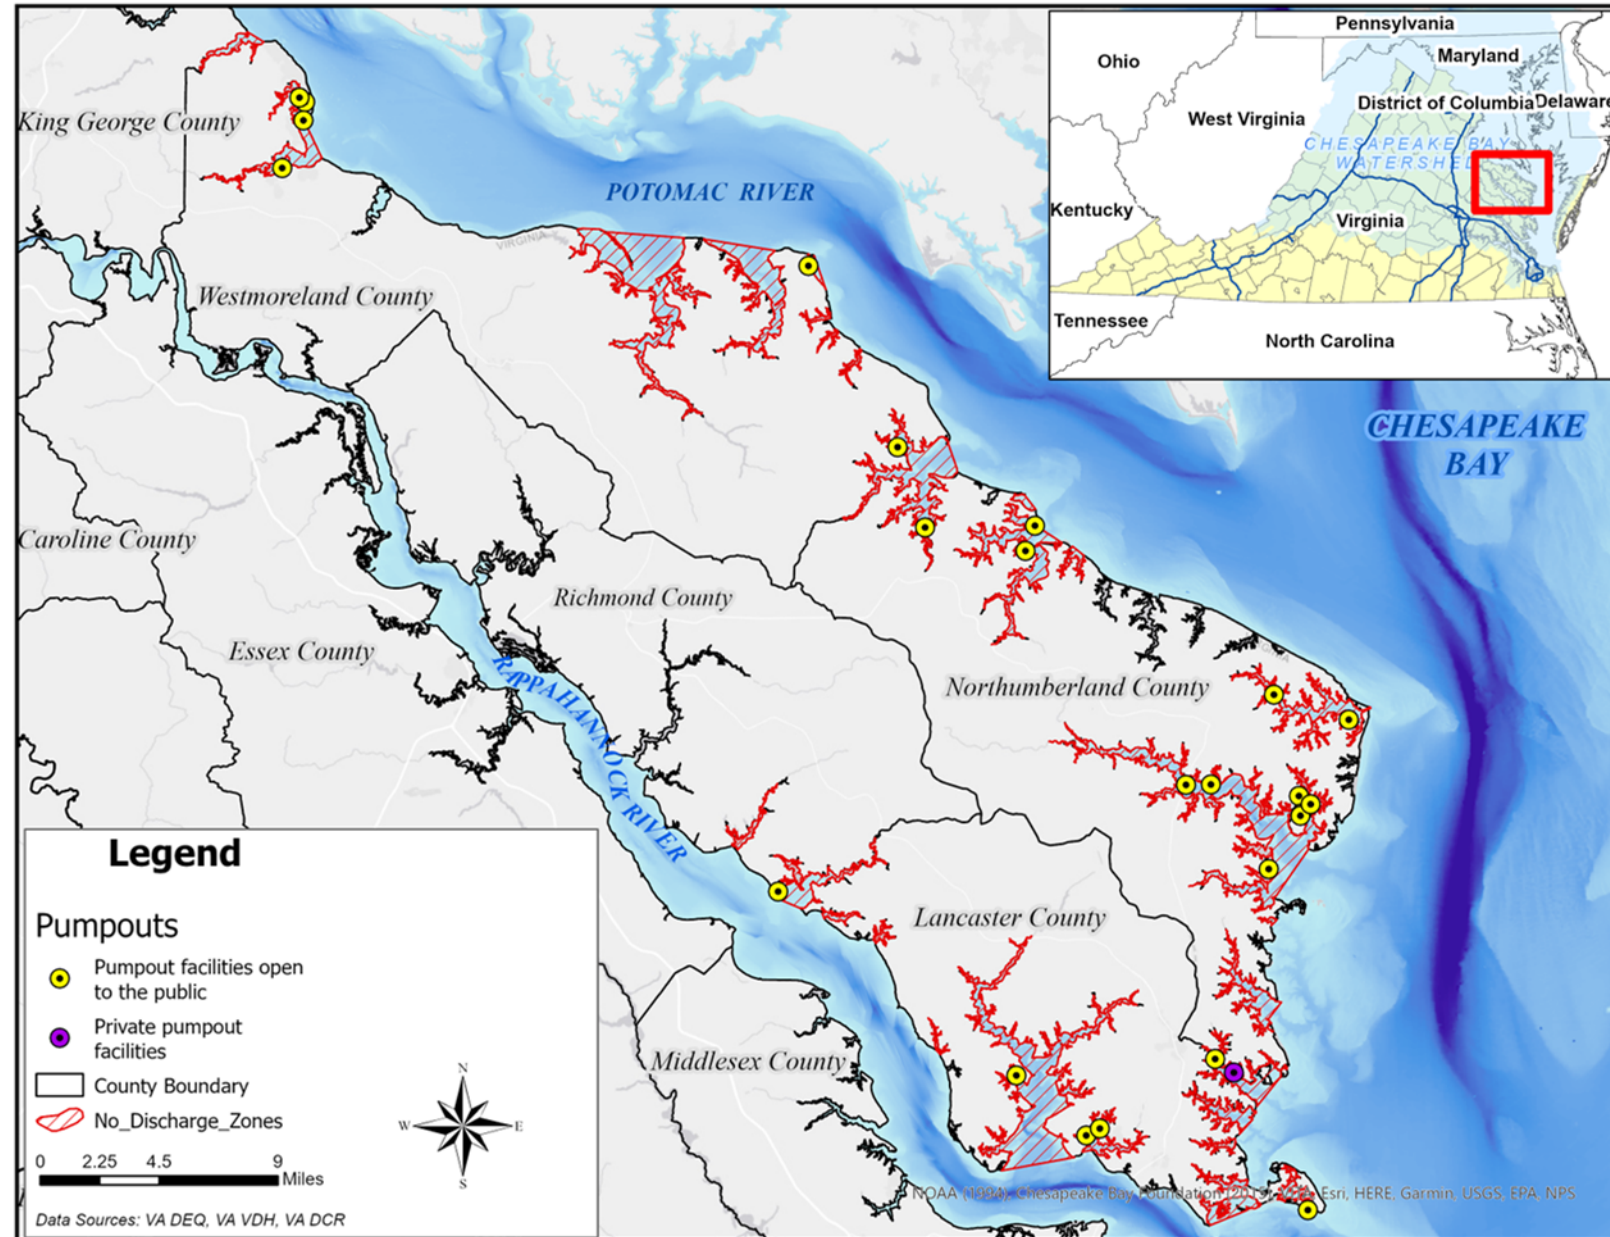 Pennsylvania
Ohio
Maryland
West Virginia
District of Columbia
Delaware
CHESAPEAKE BAY
WATERSHED
Kentucky
Virginia
Tennessee
North Carolina
King George County
POTOMAC RIVER
VIRGINIA
Westmoreland County
CHESAPEAKE
BAY
Caroline County
Richmond County
Essex County
Northumberland County
RAPPAHANNOCK RIVER
Lancaster County
Middlesex County
Legend
Pumpouts
Pumpout facilities open
to the public
Private pumpout
facilities
County Boundary
No_Discharge_Zones
0 2.25 4.5 9
Miles
N
W E
S
Data Sources: VA DEQ, VA VDH, VA DCR
NOAA (1994), Chesapeake Bay Foundation (2019), Esri, HERE, Garmin, USGS, EPA, NPS